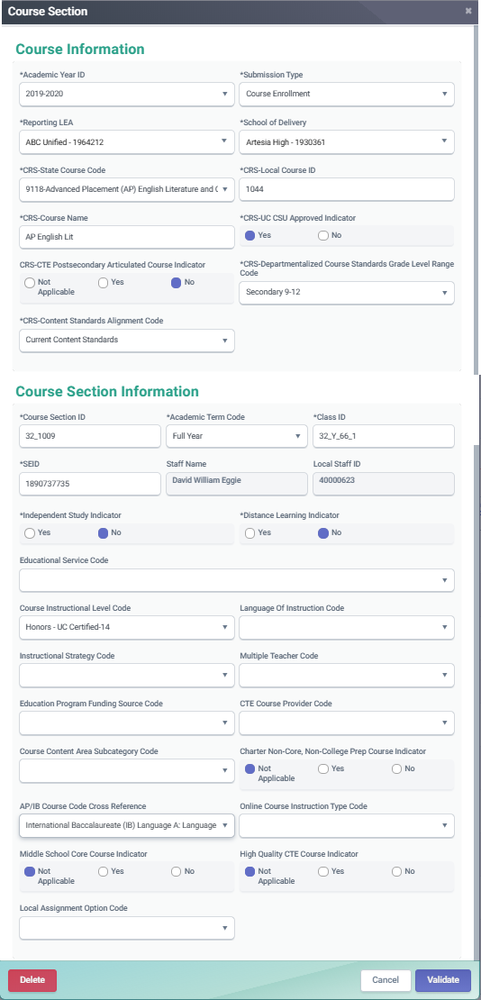 Course Section
Course Information
*Academic Year ID *Submission Type
2019-2020 Course Enrollment
*Reporting LEA *School of Delivery
ABC Unified - 1964212 Artesia High - 1930361
*CRS-State Course Code *CRS-Local Course ID
9118-Advanced Placement (AP) English Literature and 1044
*CRS-Course Name *CRS-UC CSU Approved Indicator
AP English Lit Yes No
CRS-CTE Postsecondary Articulated Course Indicator *CRS-Departmentalized Course Standards Grade Level Range
Code
Not Yes No
Applicable Secondary 9-12
*CRS-Content Standards Alignment Code
Current Content Standards
Course Section Information
*Course Section ID *Academic Term Code *Class ID
32_1009 Full Year 32_Y_66_1
*SEID Staff Name Local Staff ID
1890737735 David William Eggie 40000623
*Independent Study Indicator *Distance Learning Indicator
Yes No Yes No
Educational Service Code
Course Instructional Level Code Language Of Instruction Code
Honors - UC Certified-14
Instructional Strategy Code Multiple Teacher Code
Education Program Funding Source Code CTE Course Provider Code
Course Content Area Subcategory Code Charter Non-Core, Non-College Prep Course Indicator
Not Yes No
Applicable
AP/IB Course Code Cross Reference Online Course Instruction Type Code
International Baccalaureate (IB) Language A: Language
Middle School Core Course Indicator High Quality CTE Course Indicator
Not Yes No Not Yes No
Applicable Applicable
Local Assignment Option Code
Delete Cancel Validate